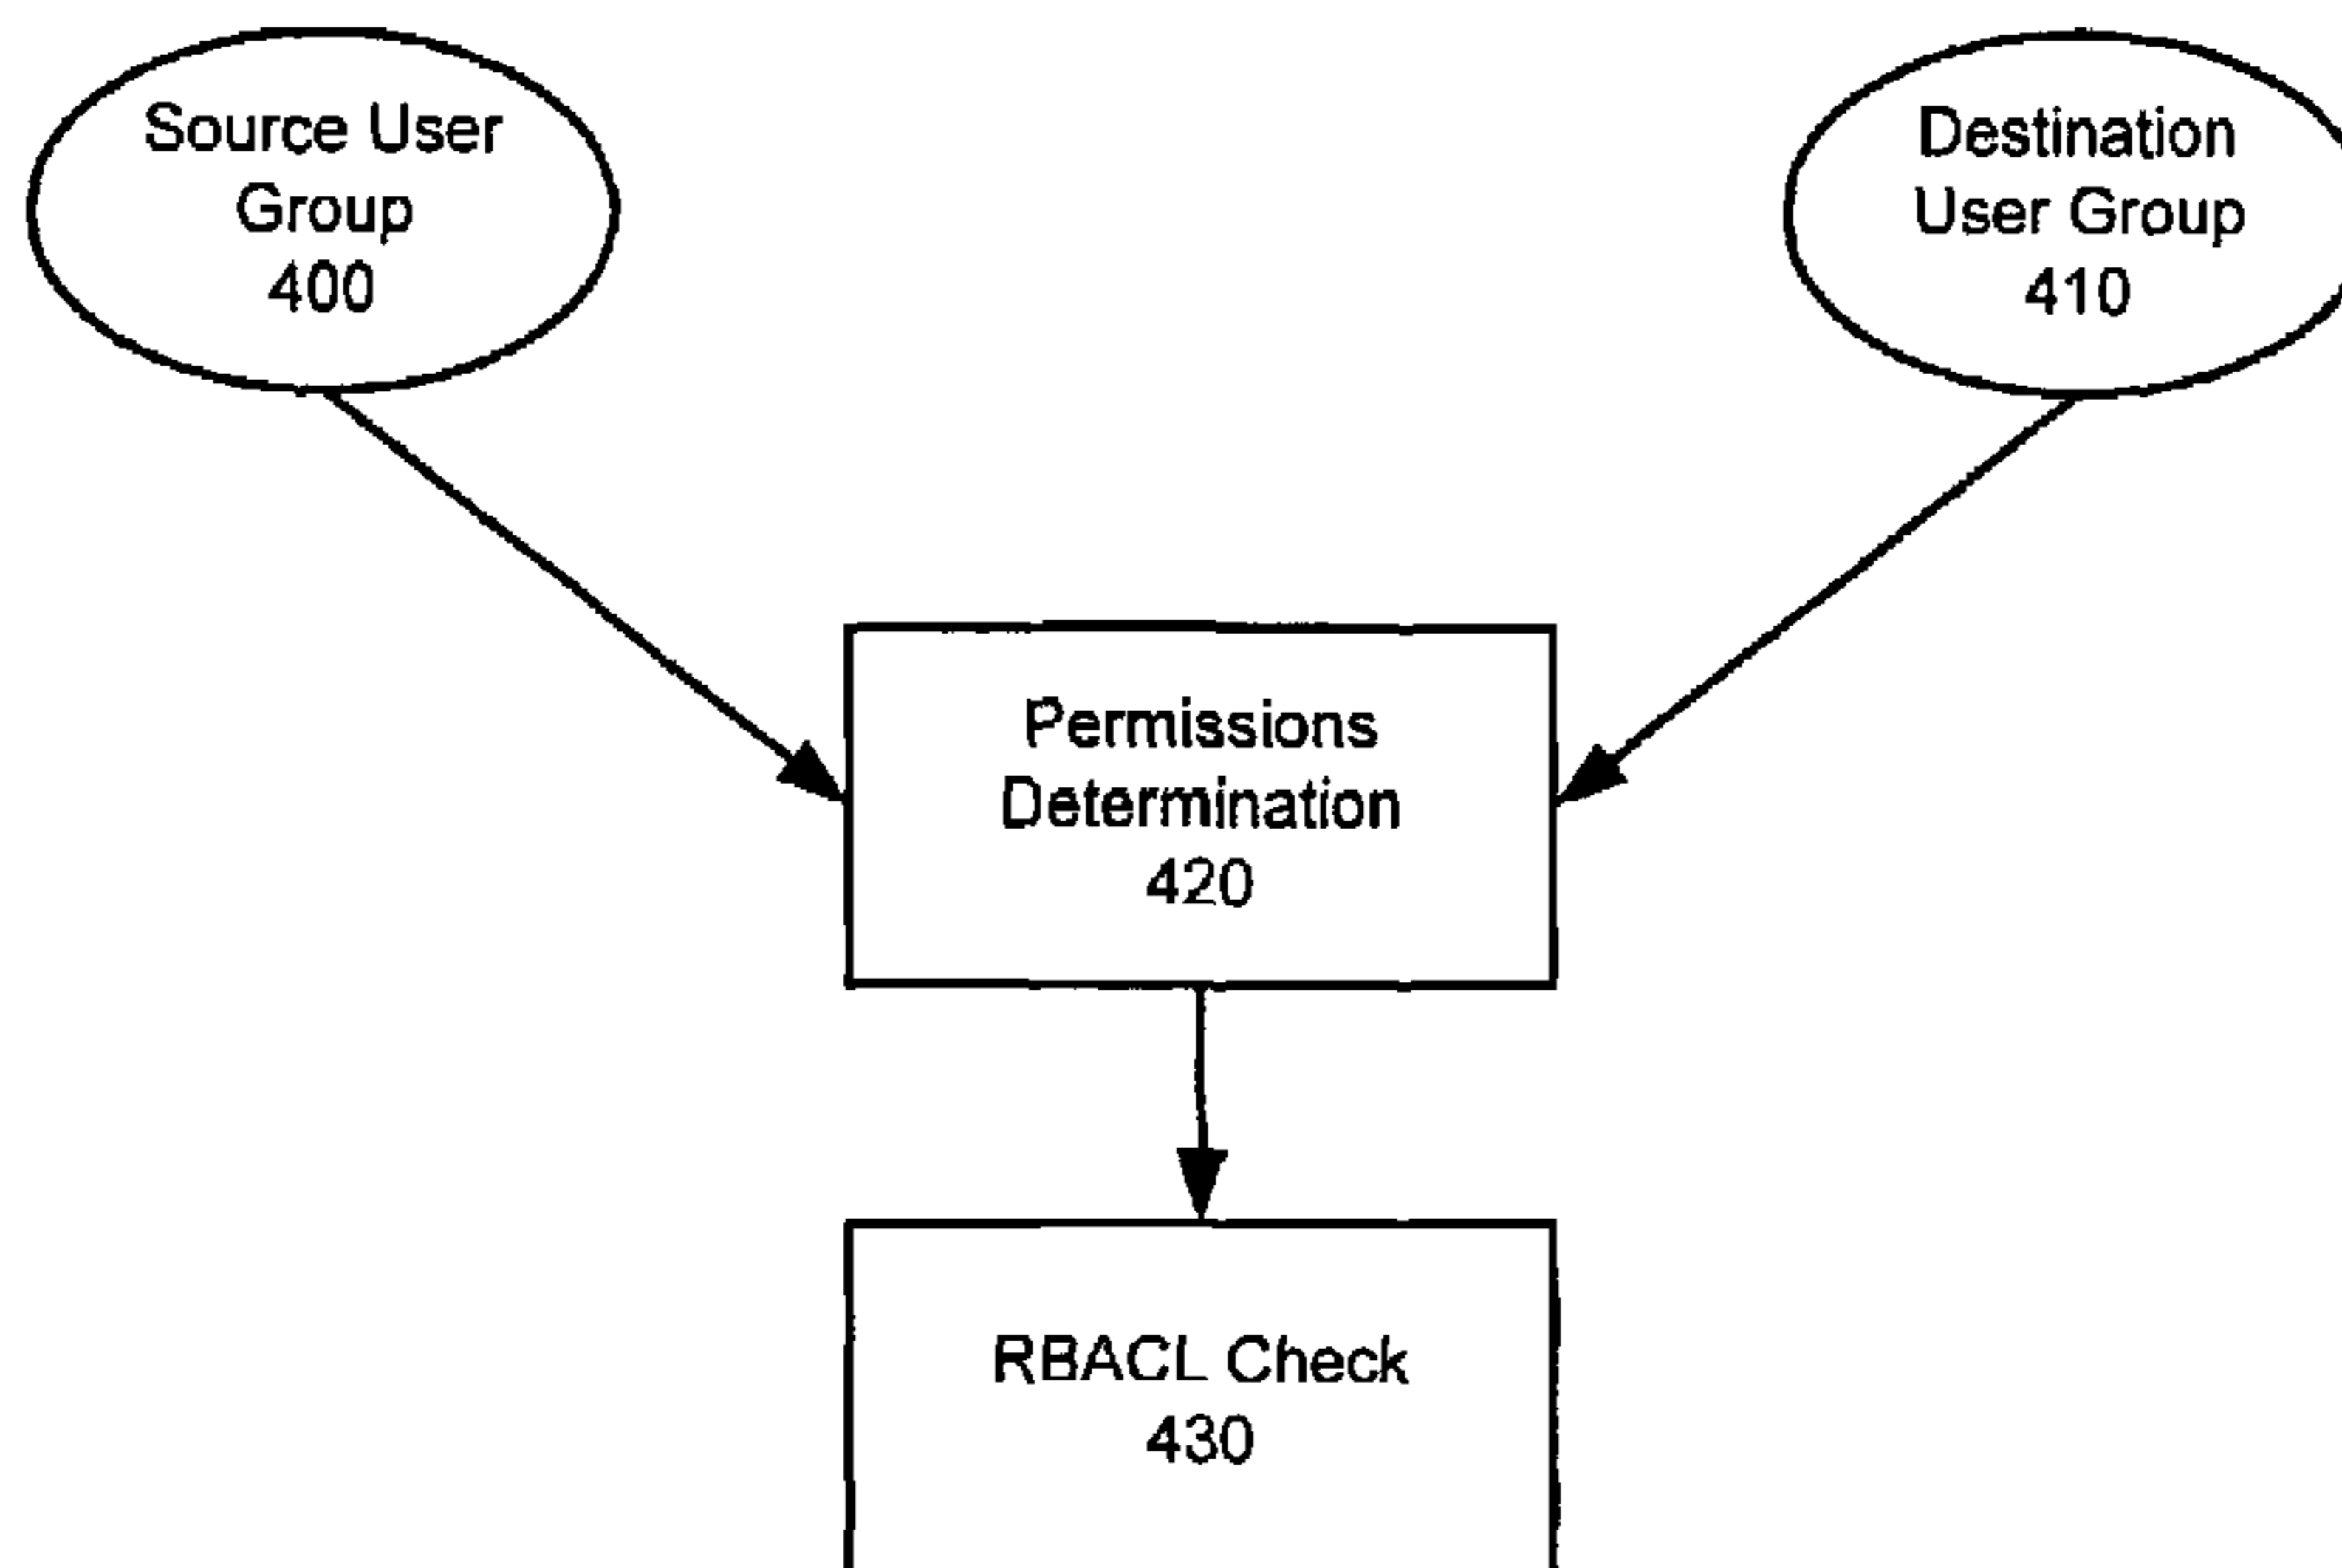 Source User
Group
400
Destination
User Group
410
Permissions
Determination
420
RBACL Check
430